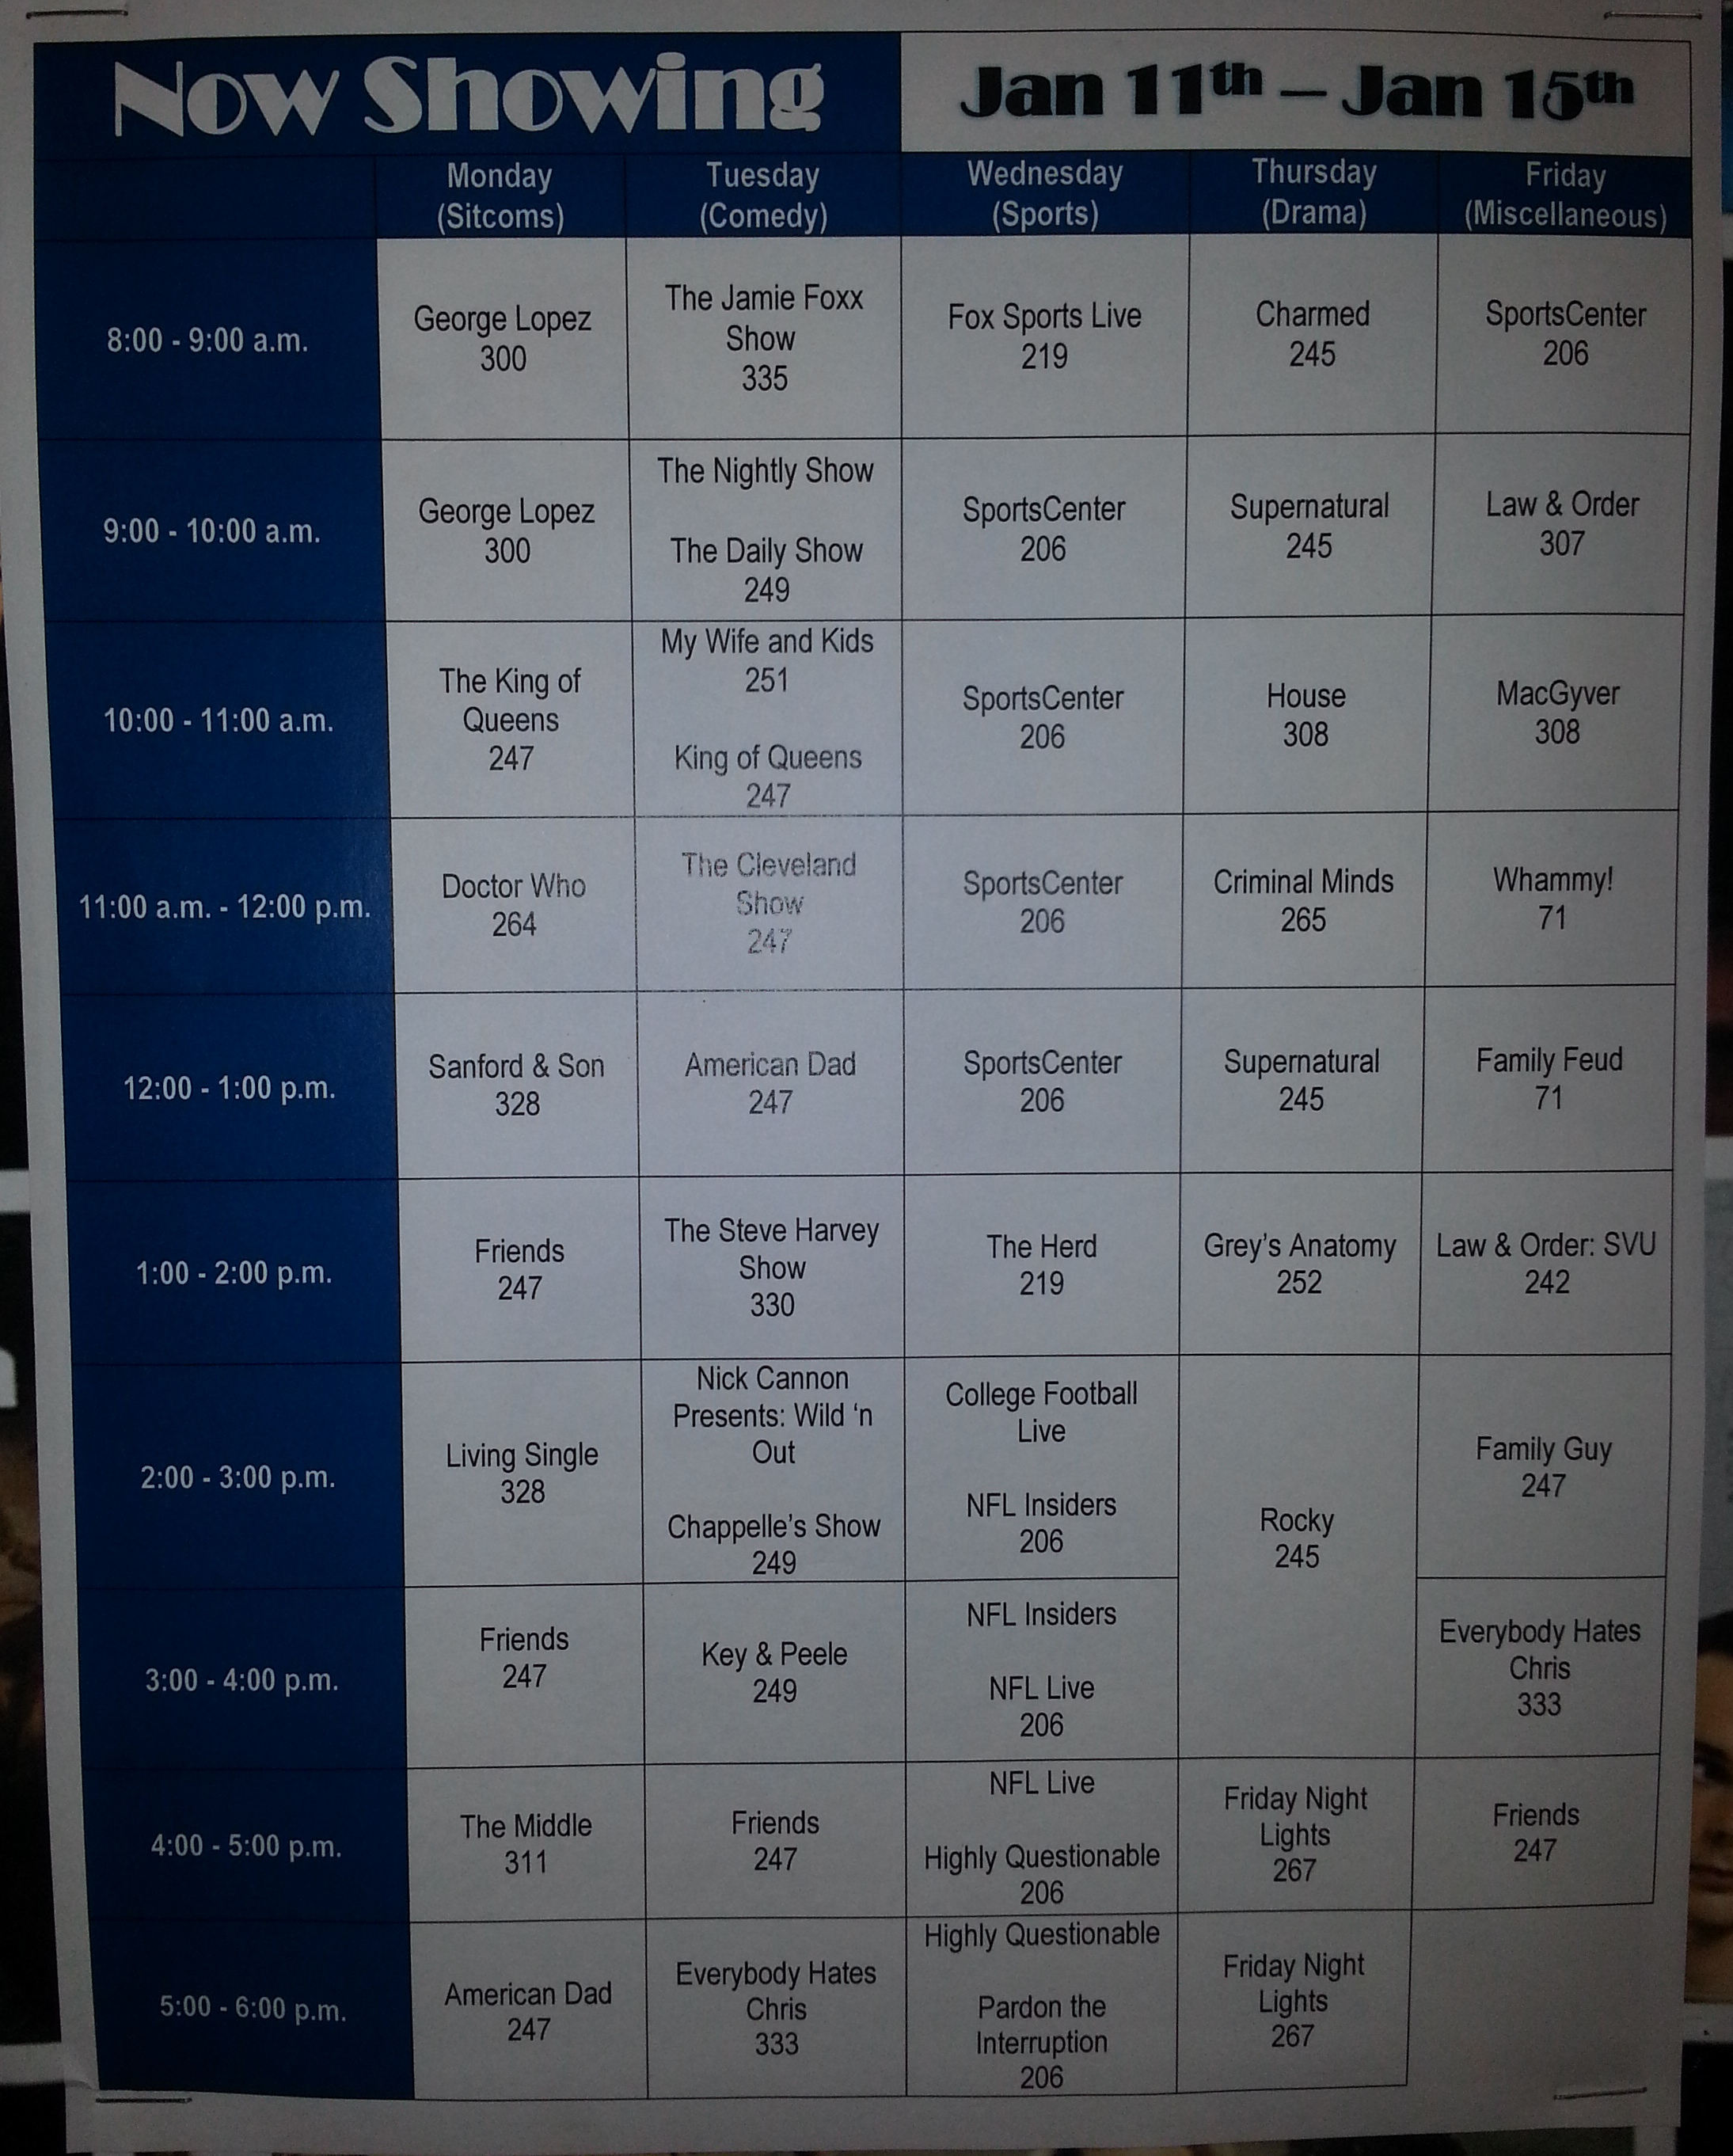 Now Showing
Jan 11th – Jan 15th
Monday
(Sitcoms)
Tuesday
(Comedy)
Wednesday
(Sports)
Thursday
(Drama)
Friday
(Miscellaneous)
8:00 - 9:00 a.m.
George Lopez
300
The Jamie Foxx
Show
335
Fox Sports Live
219
Charmed
245
SportsCenter
206
9:00 - 10:00 a.m.
George Lopez
300
The Nightly Show
The Daily Show
249
SportsCenter
206
Supernatural
245
Law & Order
307
10:00 - 11:00 a.m.
The King of
Queens
247
My Wife and Kids
251
King of Queens
247
SportsCenter
206
House
308
MacGyver
308
11:00 a.m. - 12:00 p.m.
Doctor Who
264
The Cleveland
Show
247
SportsCenter
206
Criminal Minds
265
Whammy!
71
12:00 - 1:00 p.m.
Sanford & Son
328
American Dad
247
SportsCenter
206
Supernatural
245
Family Feud
71
1:00 - 2:00 p.m.
Friends
247
The Steve Harvey
Show
330
The Herd
219
Grey's Anatomy
252
Law & Order: SVU
242
2:00 - 3:00 p.m.
Living Single
328
Nick Cannon
Presents: Wild ‘n
Out
Chappelle's Show
249
College Football
Live
NFL Insiders
206
Rocky
245
Family Guy
247
3:00 - 4:00 p.m.
Friends
247
Key & Peele
249
NFL Insiders
NFL Live
206
Everybody Hates
Chris
333
4:00 - 5:00 p.m.
The Middle
311
Friends
247
NFL Live
Highly Questionable
206
Friday Night
Lights
267
Friends
247
5:00 - 6:00 p.m.
American Dad
247
Everybody Hates
Chris
333
Highly Questionable
Pardon the
Interruption
206
Friday Night
Lights
267